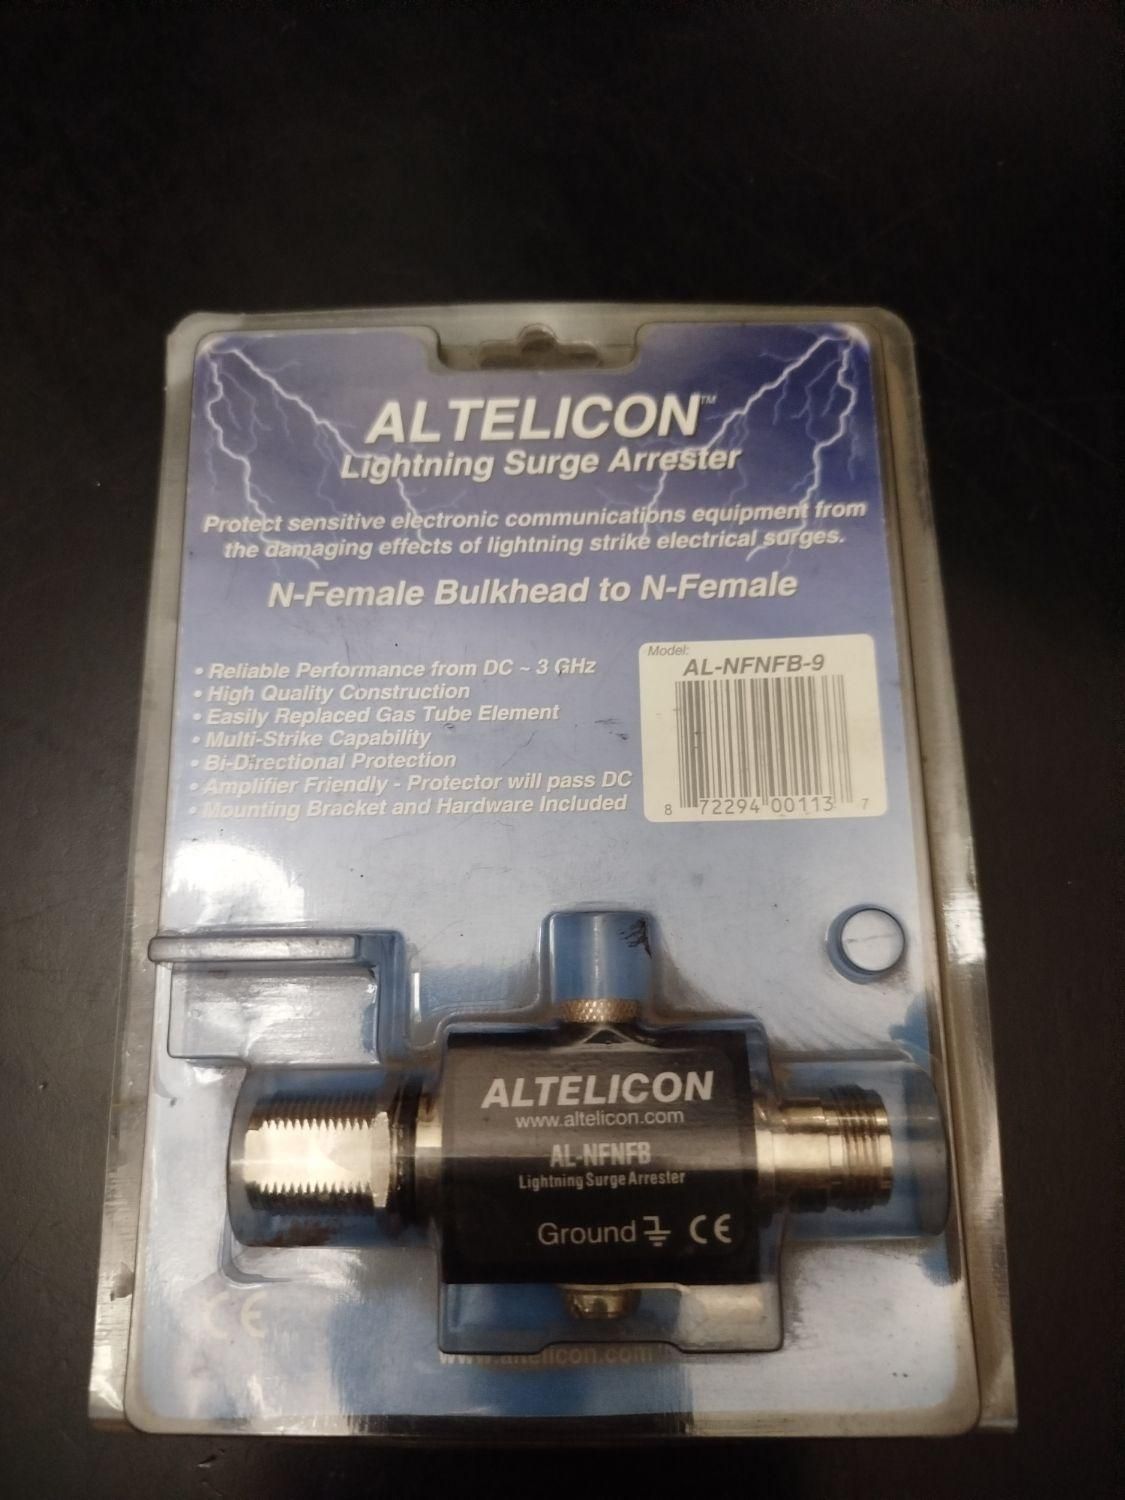 ALTELICON™
Lightning Surge Arrester
Protect sensitive electronic communications equipment from
the damaging effects of lightning strike electrical surges.
N-Female Bulkhead to N-Female
• Reliable Performance from DC ~ 3 GHz
• High Quality Construction
• Easily Replaced Gas Tube Element
• Multi-Strike Capability
• Bi-Directional Protection
• Amplifier Friendly - Protector will pass DC
• Mounting Bracket and Hardware Included
Model:
AL-NFNFB-9
8 72294 00113 7
ALTELICON
www.altelicon.com
AL-NFNFB
Lightning Surge Arrester
Ground CE
CE
www.altelicon.com